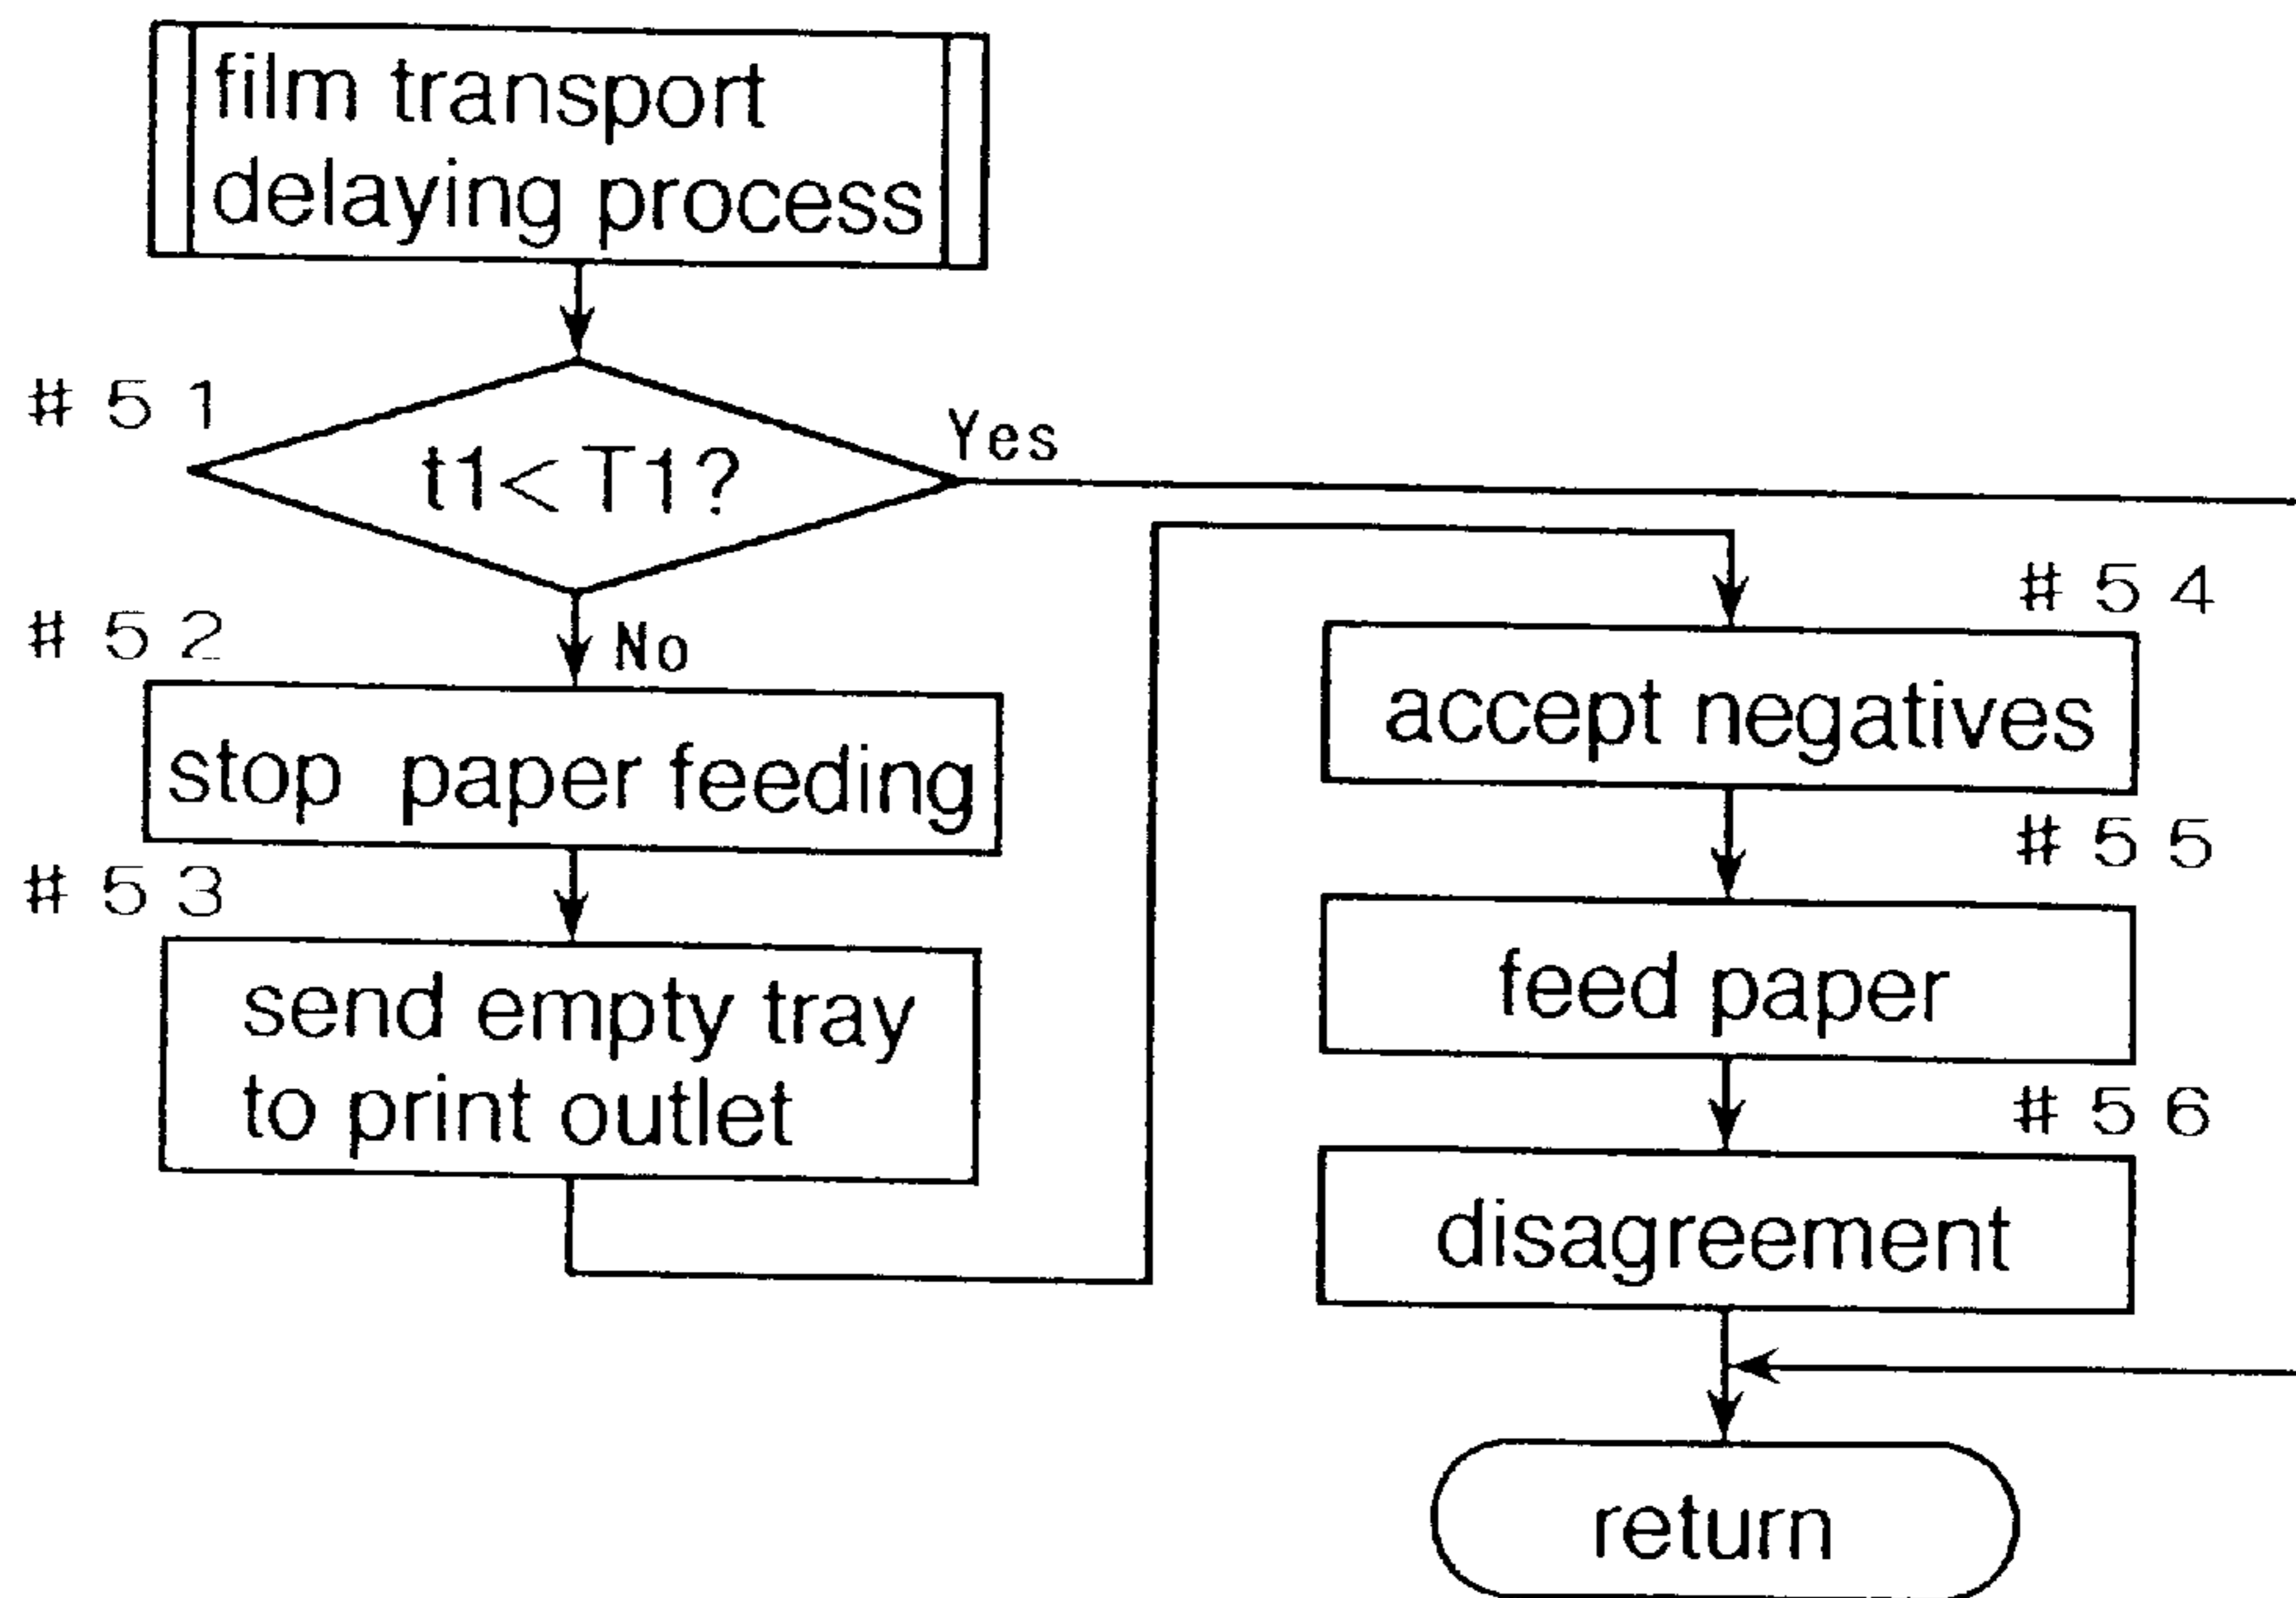 film transport
delaying process
#51
t1<T1?
Yes
#52
No
stop paper feeding
#53
send empty tray
to print outlet
#54
accept negatives
#55
feed paper
#56
disagreement
return